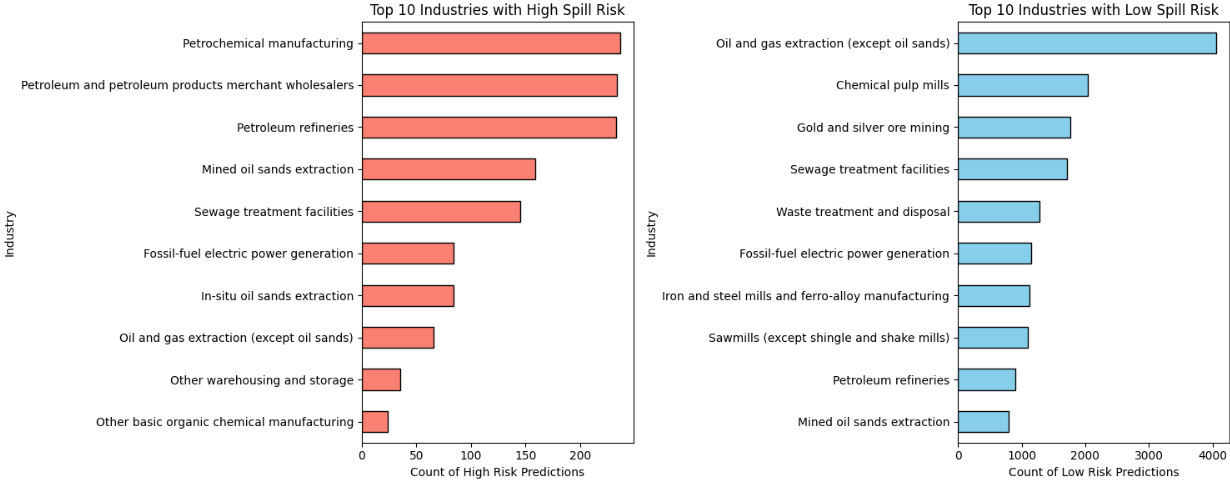 Top 10 Industries with High Spill Risk
Industry
Petrochemical manufacturing
Petroleum and petroleum products merchant wholesalers
Petroleum refineries
Mined oil sands extraction
Sewage treatment facilities
Fossil-fuel electric power generation
In-situ oil sands extraction
Oil and gas extraction (except oil sands)
Other warehousing and storage
Other basic organic chemical manufacturing
0 50 100 150 200
Count of High Risk Predictions
Top 10 Industries with Low Spill Risk
Industry
Oil and gas extraction (except oil sands)
Chemical pulp mills
Gold and silver ore mining
Sewage treatment facilities
Waste treatment and disposal
Fossil-fuel electric power generation
Iron and steel mills and ferro-alloy manufacturing
Sawmills (except shingle and shake mills)
Petroleum refineries
Mined oil sands extraction
0 1000 2000 3000 4000
Count of Low Risk Predictions